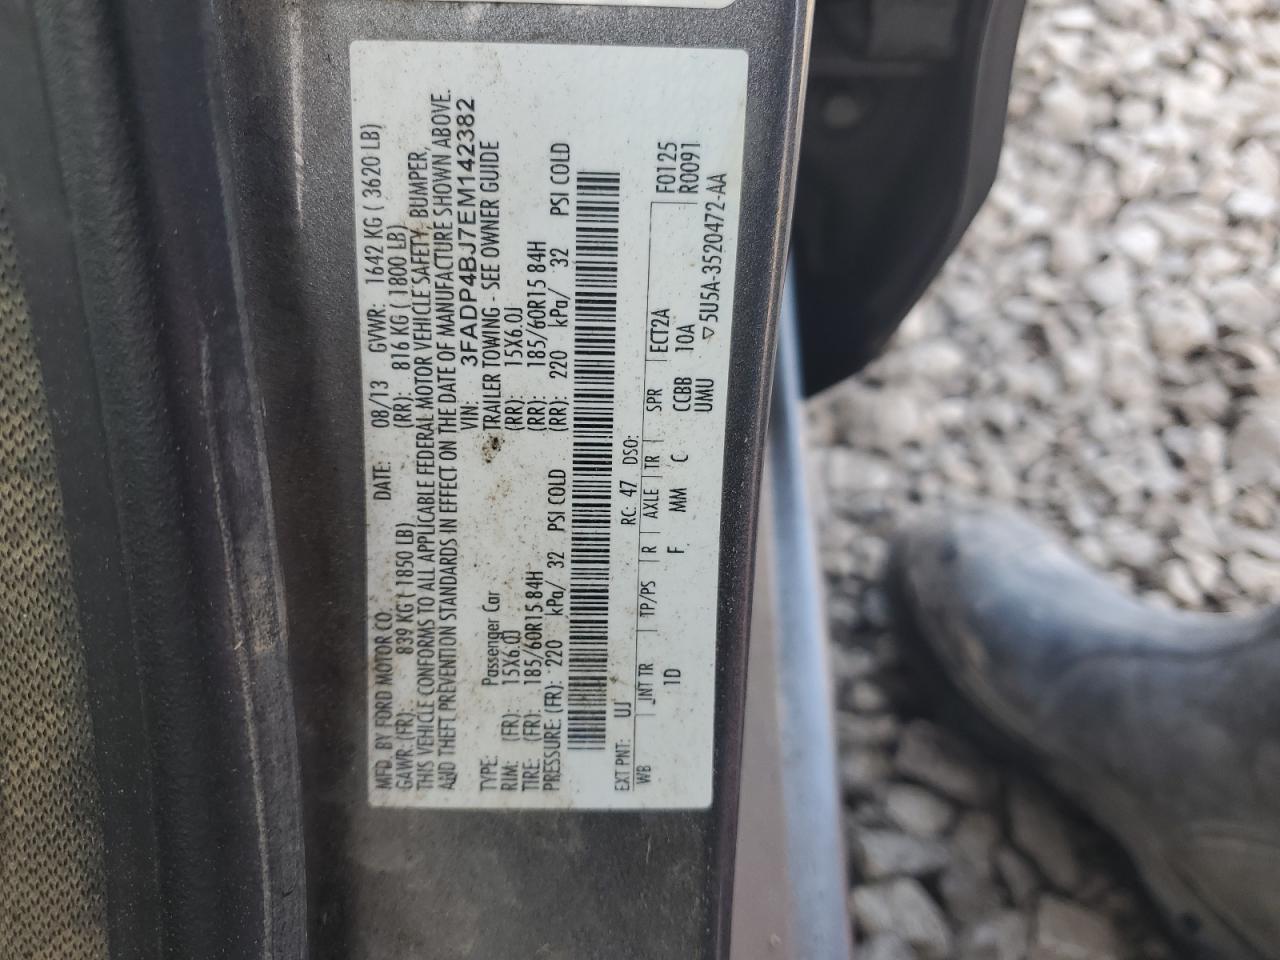 MFD. BY FORD MOTOR CO.
DATE: 08/13 GVWR: 1642 KG ( 3620 LB)
GAWR: (FR): 839 KG ( 1850 LB) (RR): 816 KG ( 1800 LB)
THIS VEHICLE CONFORMS TO ALL APPLICABLE FEDERAL MOTOR VEHICLE SAFETY, BUMPER,
AND THEFT PREVENTION STANDARDS IN EFFECT ON THE DATE OF MANUFACTURE SHOWN ABOVE.
VIN: 3FADP4BJ7EM142382
TYPE: Passenger Car TRAILER TOWING - SEE OWNER GUIDE
RIM: (FR): 15X6.0J (RR): 15X6.0J
TIRE: (FR): 185/60R15 84H (RR): 185/60R15 84H
PRESSURE: (FR): 220 kPa/ 32 PSI COLD (RR): 220 kPa/ 32 PSI COLD
EXT PNT: UJ RC: 47 DSO: F0125
WB INT TR TP/PS R AXLE TR SPR ECT2A R0091
1D F MM C CCBB 10A
UMU ▽5U5A-3520472-AA